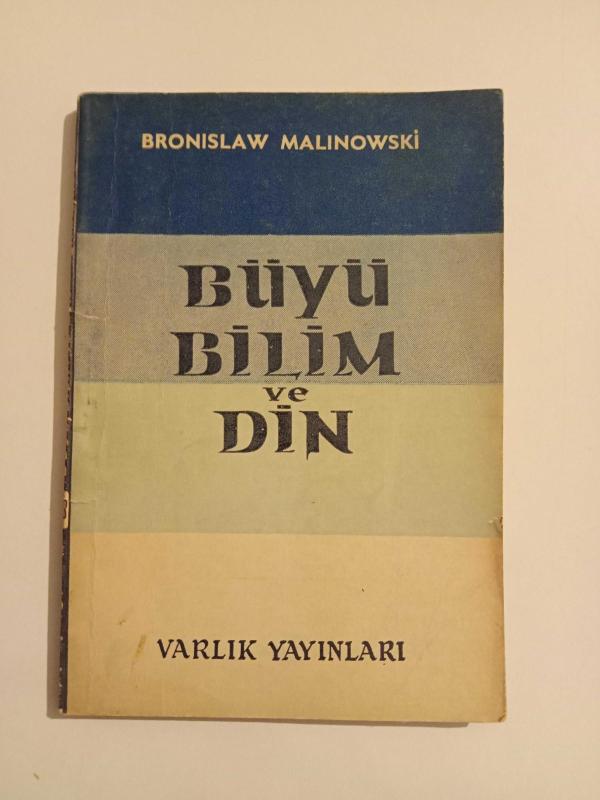 BRONISLAW MALINOWSKİ
BÜYÜ
BİLİM
ve
DİN
VARLIK YAYINLARI